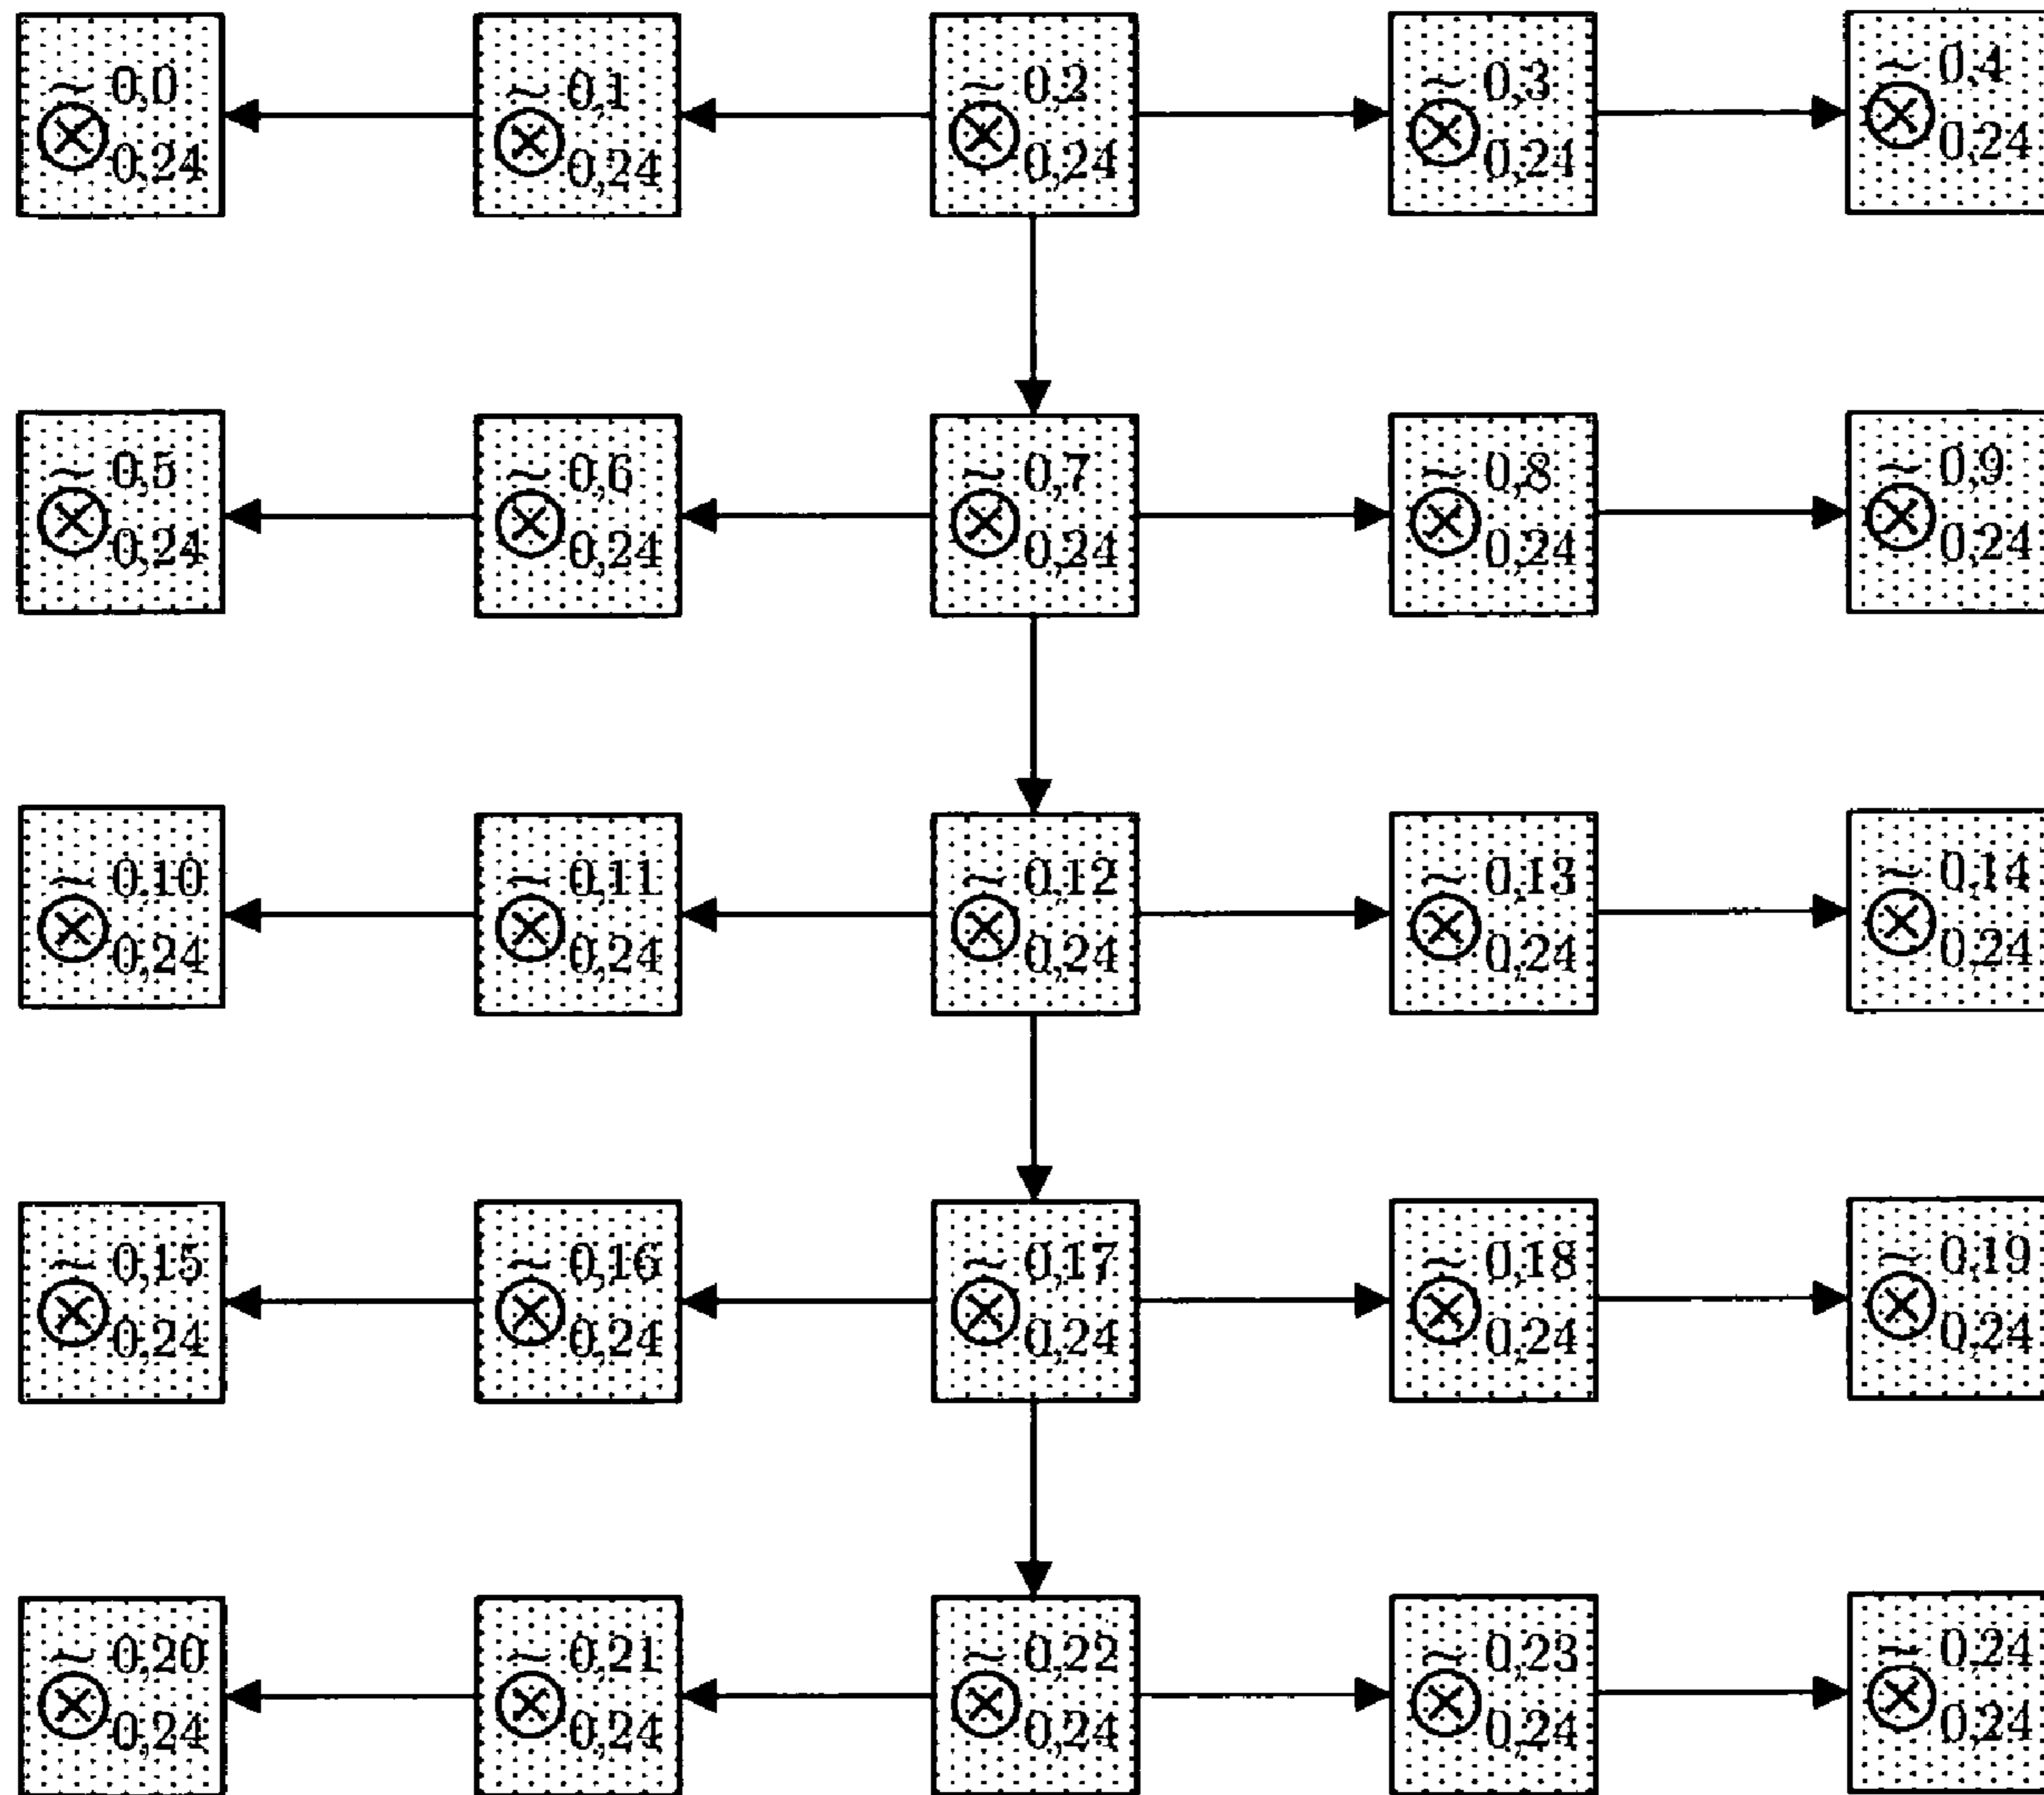 ≃ 0,0 ≃ 0,1 ≃ 0,2 ≃ 0,3 ≃ 0,4
⊗ 0,24 ⊗ 0,24 ⊗ 0,24 ⊗ 0,24 ⊗ 0,24
≃ 0,5 ≃ 0,6 ≃ 0,7 ≃ 0,8 ≃ 0,9
⊗ 0,24 ⊗ 0,24 ⊗ 0,24 ⊗ 0,24 ⊗ 0,24
≃ 0,10 ≃ 0,11 ≃ 0,12 ≃ 0,13 ≃ 0,14
⊗ 0,24 ⊗ 0,24 ⊗ 0,24 ⊗ 0,24 ⊗ 0,24
≃ 0,15 ≃ 0,16 ≃ 0,17 ≃ 0,18 ≃ 0,19
⊗ 0,24 ⊗ 0,24 ⊗ 0,24 ⊗ 0,24 ⊗ 0,24
≃ 0,20 ≃ 0,21 ≃ 0,22 ≃ 0,23 ≃ 0,24
⊗ 0,24 ⊗ 0,24 ⊗ 0,24 ⊗ 0,24 ⊗ 0,24